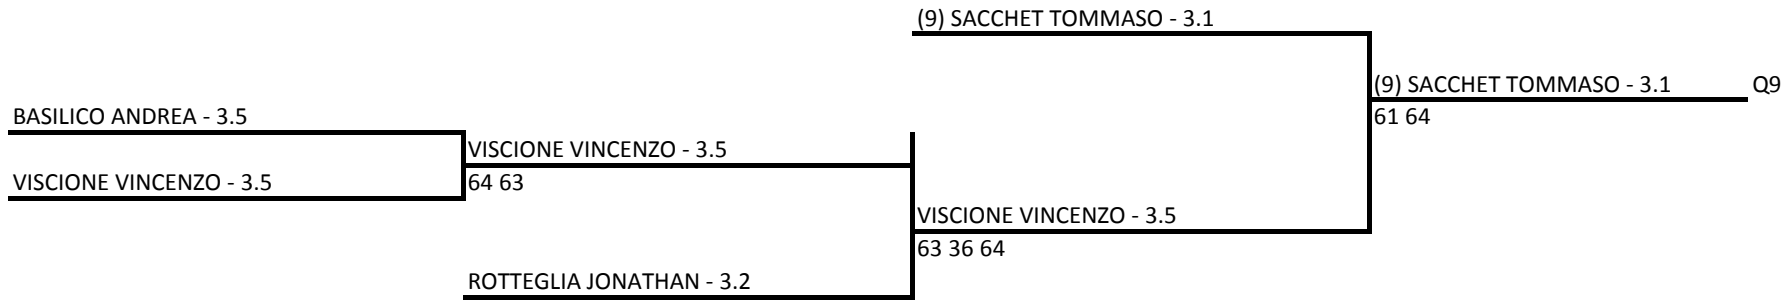 (9) SACCHET TOMMASO - 3.1
(9) SACCHET TOMMASO - 3.1 Q9
BASILICO ANDREA - 3.5
61 64
VISCIONE VINCENZO - 3.5
VISCIONE VINCENZO - 3.5
64 63
VISCIONE VINCENZO - 3.5
63 36 64
ROTTEGLIA JONATHAN - 3.2